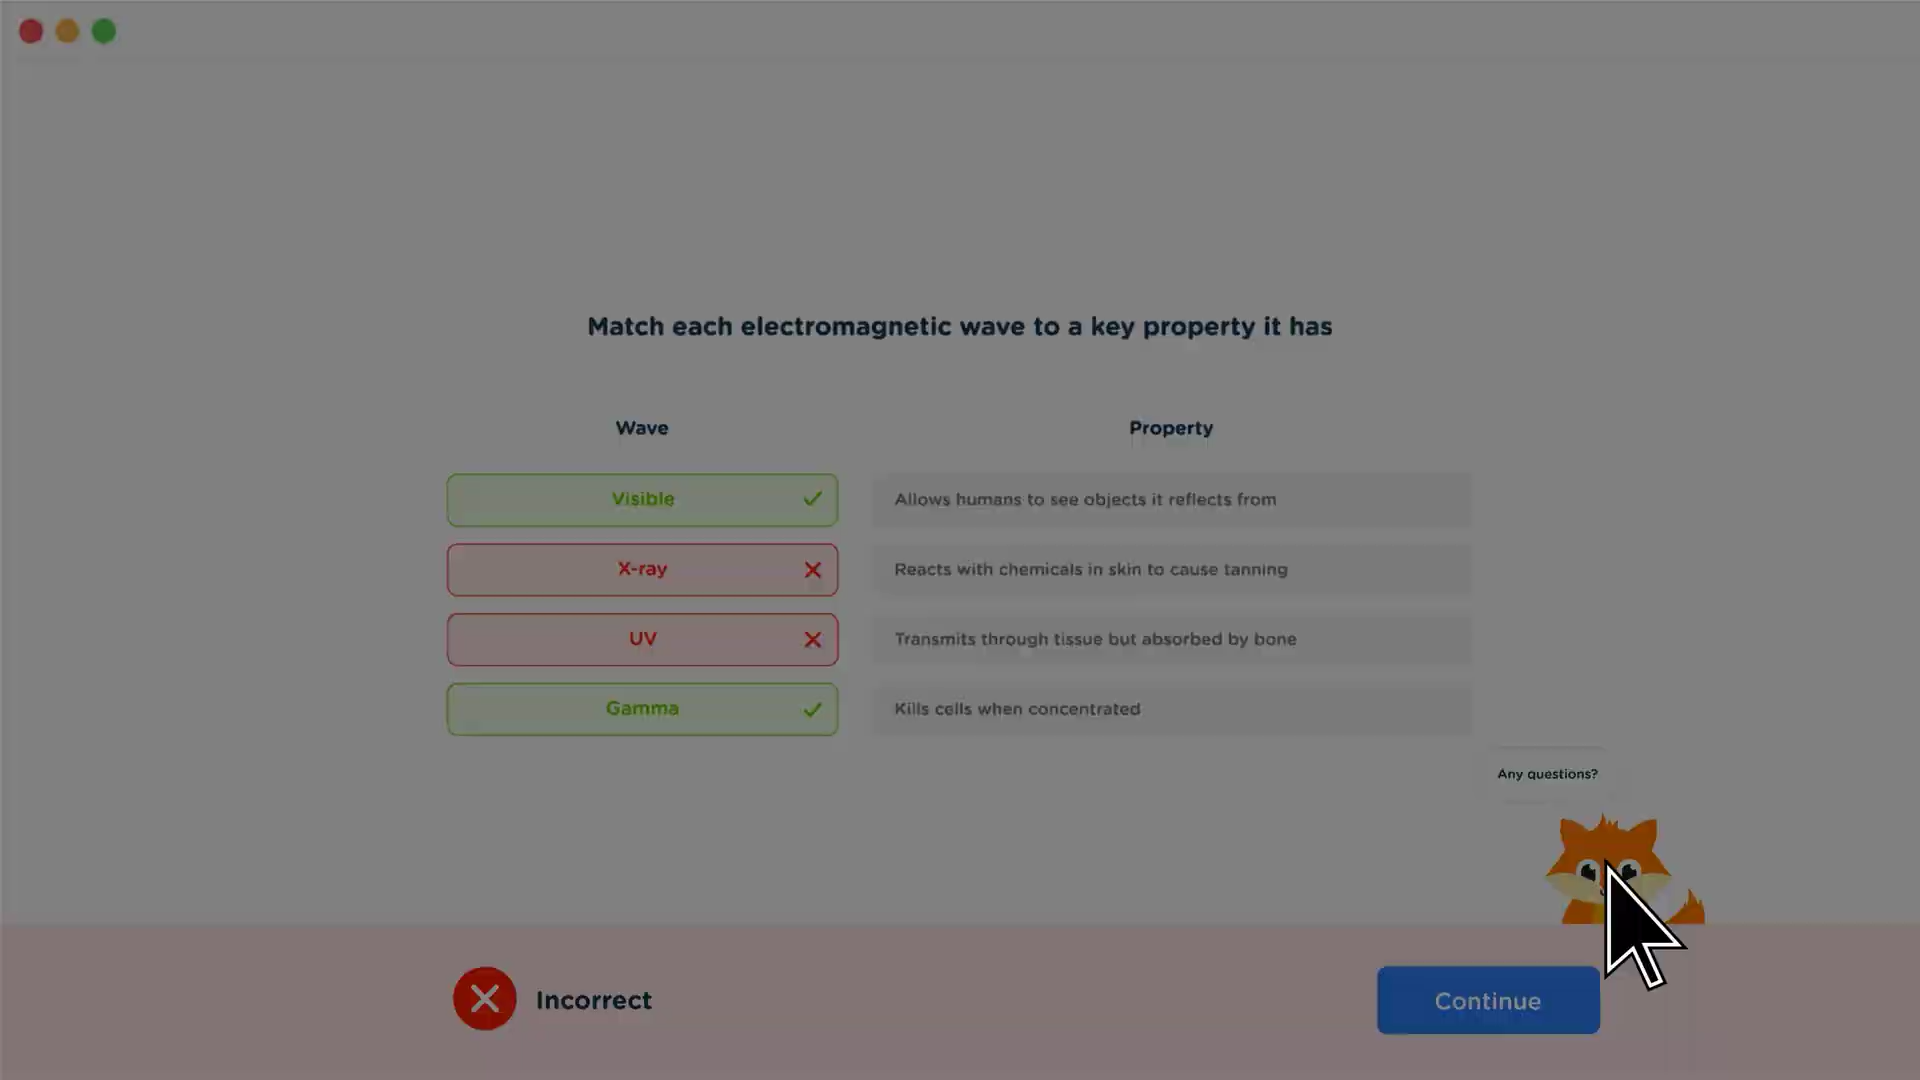 Match each electromagnetic wave to a key property it has
Wave Property
Visible Allows humans to see objects it reflects from
X-ray Reacts with chemicals in skin to cause tanning
UV Transmits through tissue but absorbed by bone
Gamma Kills cells when concentrated
Any questions?
Incorrect Continue